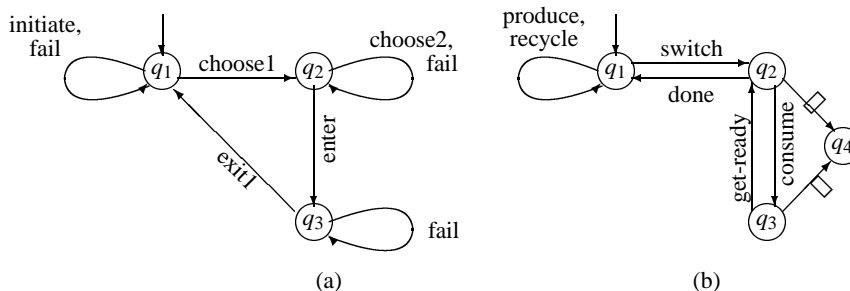 initiate,
fail
q1
choose1
q2
choose2,
fail
enter
exit1
q3
fail
(a)
produce,
recycle
q1
switch
done
q2
get-ready
consume
q4
q3
(b)